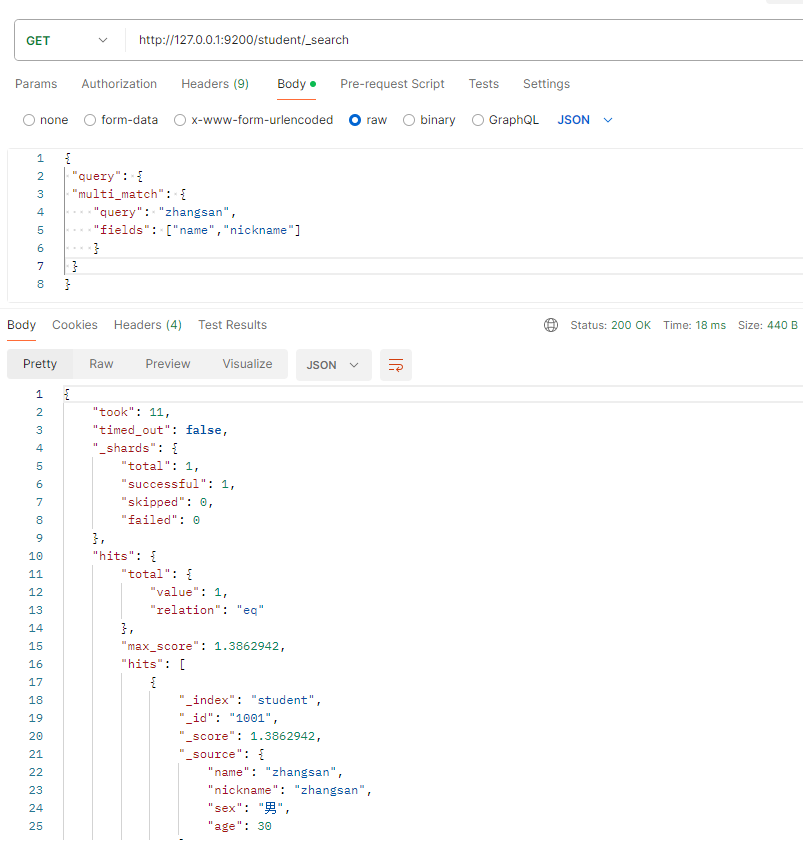 GET http://127.0.0.1:9200/student/_search
Params Authorization Headers (9) Body Pre-request Script Tests Settings
none form-data x-www-form-urlencoded raw binary GraphQL JSON
1 {
2 "query": {
3 "multi_match": {
4 "query": "zhangsan",
5 "fields": ["name","nickname"]
6 }
7 }
8 }
Body Cookies Headers (4) Test Results Status: 200 OK Time: 18 ms Size: 440 B
Pretty Raw Preview Visualize JSON
1 {
2 "took": 11,
3 "timed_out": false,
4 "_shards": {
5 "total": 1,
6 "successful": 1,
7 "skipped": 0,
8 "failed": 0
9 },
10 "hits": {
11 "total": {
12 "value": 1,
13 "relation": "eq"
14 },
15 "max_score": 1.3862942,
16 "hits": [
17 {
18 "_index": "student",
19 "_id": "1001",
20 "_score": 1.3862942,
21 "_source": {
22 "name": "zhangsan",
23 "nickname": "zhangsan",
24 "sex": "男",
25 "age": 30